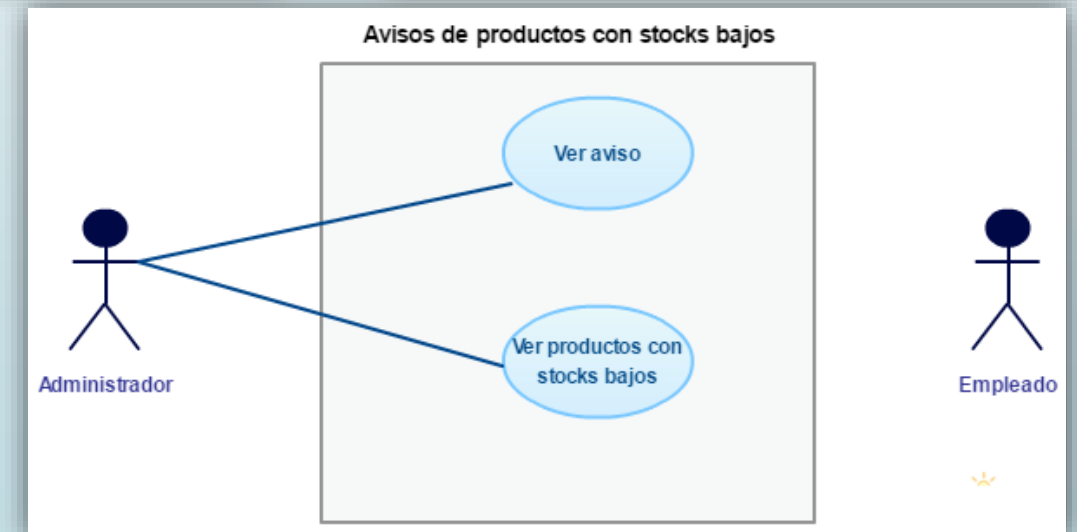 Avisos de productos con stocks bajos
Ver aviso
Ver productos con
stocks bajos
Administrador
Empleado